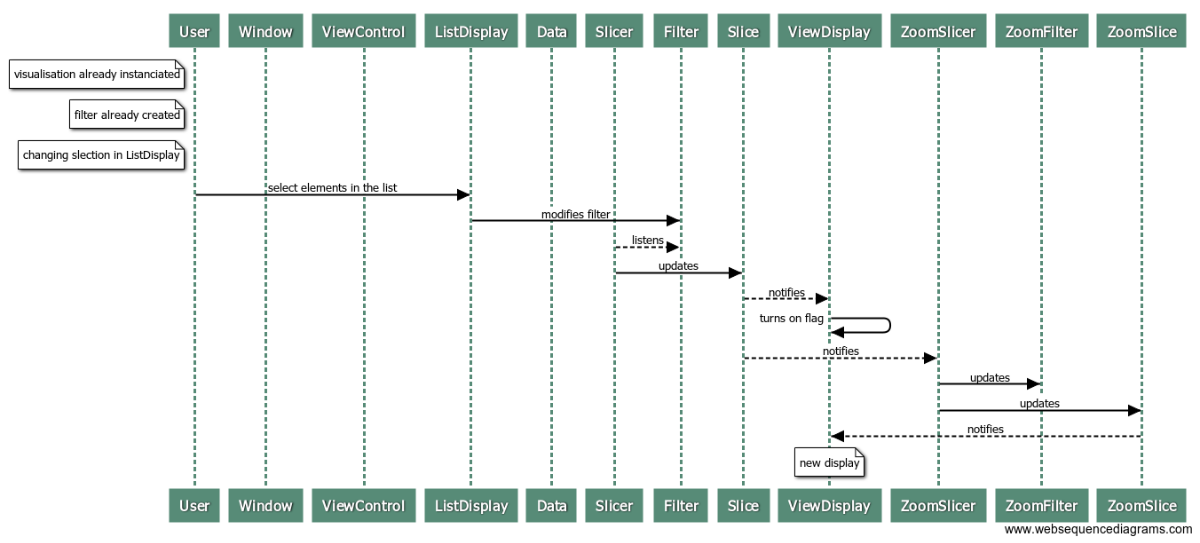 User Window ViewControl ListDisplay Data Slicer Filter Slice ViewDisplay ZoomSlicer ZoomFilter ZoomSlice
visualisation already instanciated
filter already created
changing slection in ListDisplay
select elements in the list
modifies filter
listens
updates
notifies
turns on flag
notifies
updates
updates
notifies
new display
User Window ViewControl ListDisplay Data Slicer Filter Slice ViewDisplay ZoomSlicer ZoomFilter ZoomSlice
www.websequencediagrams.com